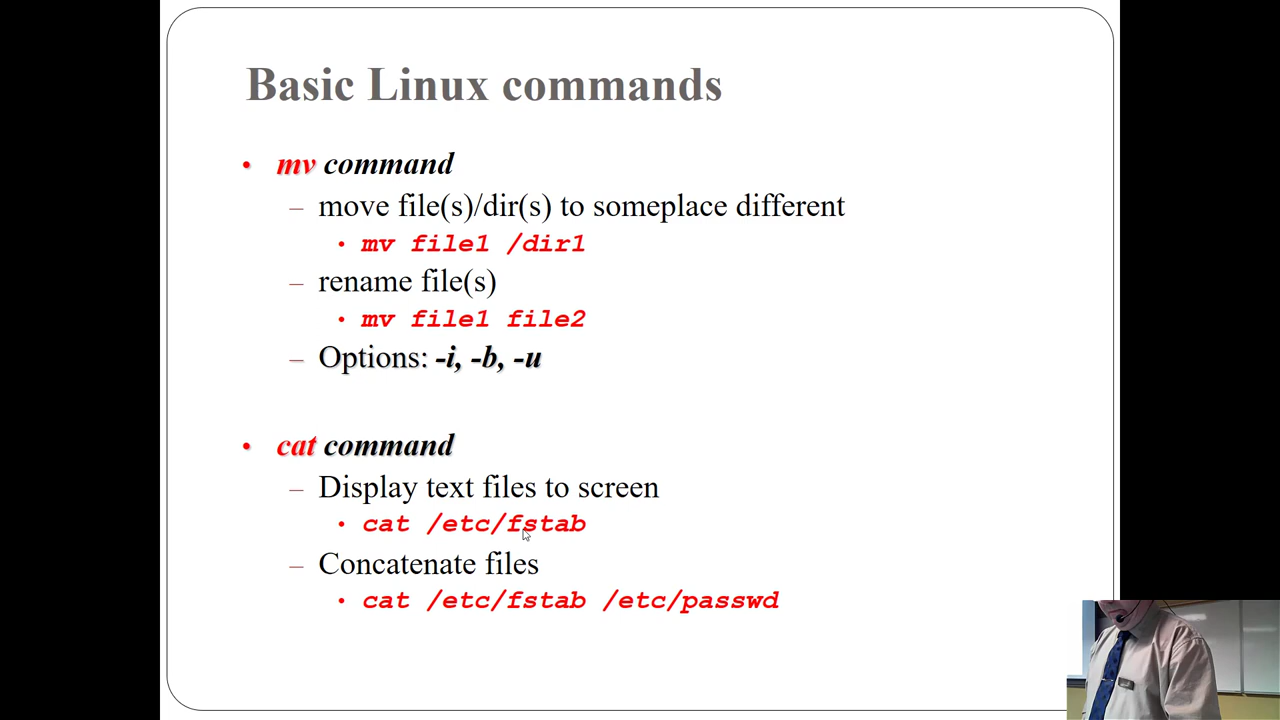 Basic Linux commands
• mv command
– move file(s)/dir(s) to someplace different
• mv file1 /dir1
– rename file(s)
• mv file1 file2
– Options: -i, -b, -u
• cat command
– Display text files to screen
• cat /etc/fstab
– Concatenate files
• cat /etc/fstab /etc/passwd